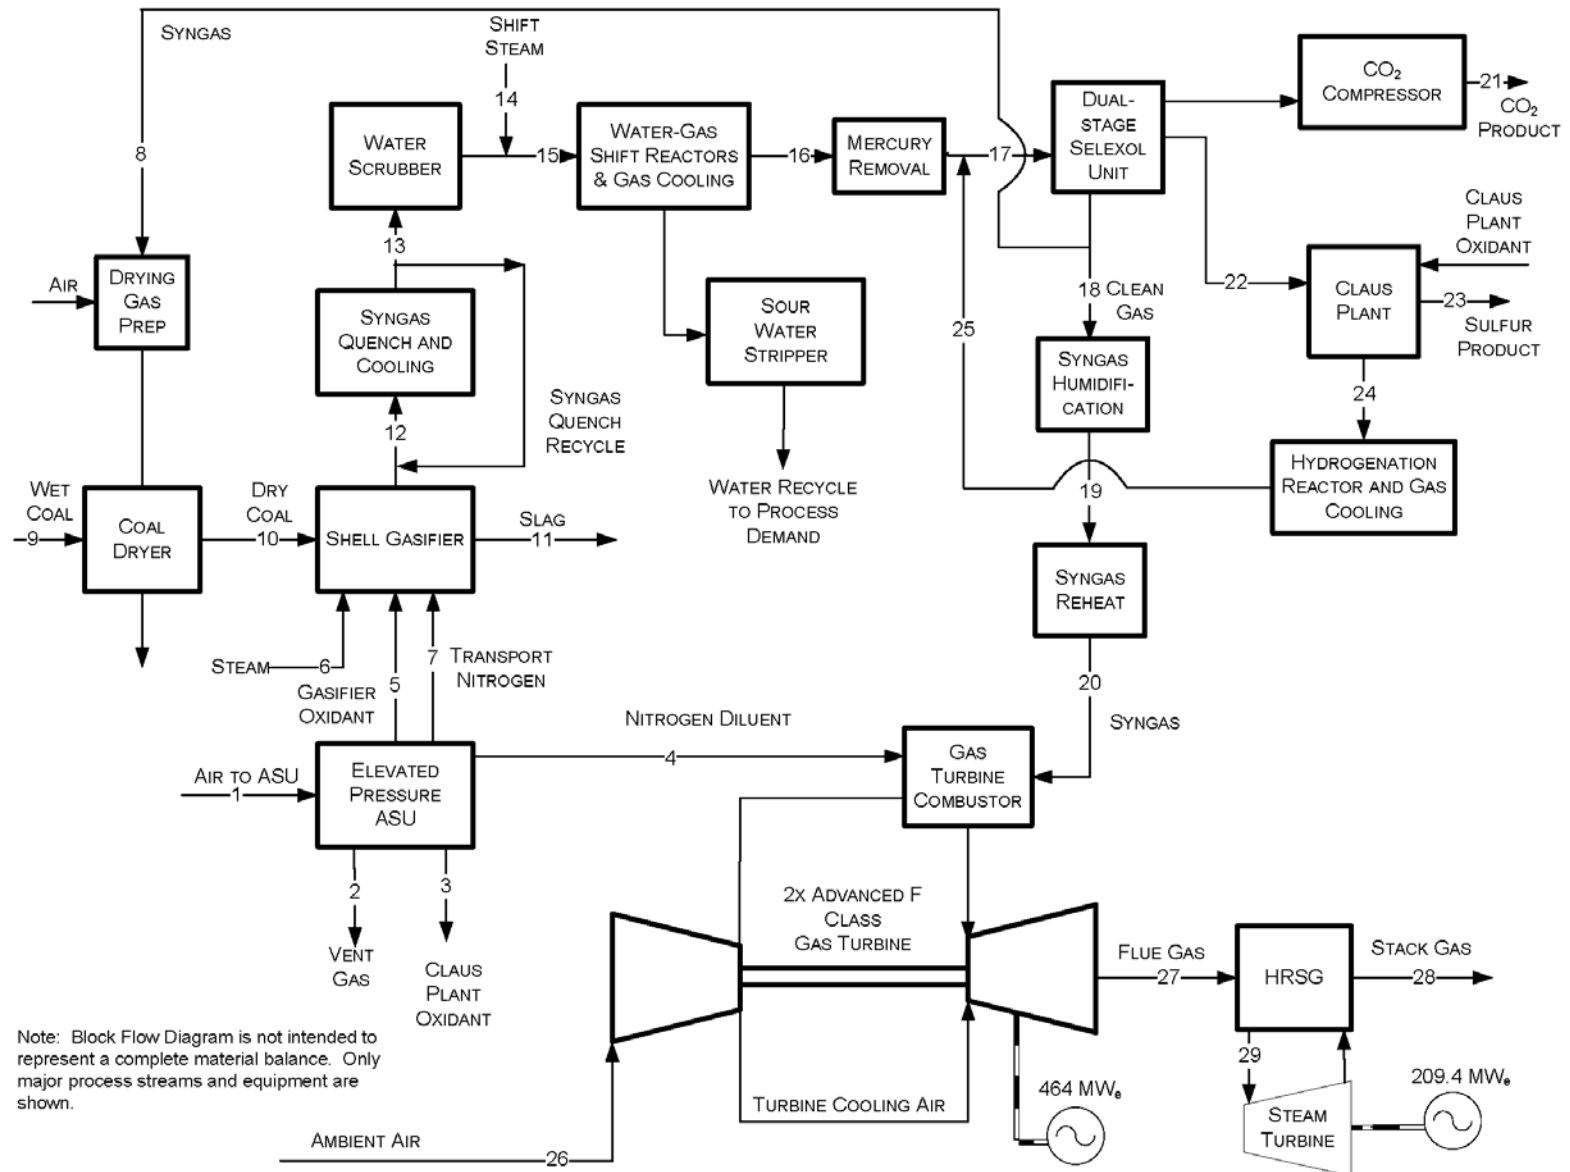 SYNGAS
SHIFT
STEAM
14
8
WATER
SCRUBBER
15
WATER-GAS
SHIFT REACTORS
& GAS COOLING
16
MERCURY
REMOVAL
17
DUAL-
STAGE
SELEXOL
UNIT
CO2
COMPRESSOR
21
CO2
PRODUCT
CLAUS
PLANT
OXIDANT
13
AIR
DRYING
GAS
PREP
SYNGAS
QUENCH AND
COOLING
SOUR
WATER
STRIPPER
25
18 CLEAN
GAS
22
CLAUS
PLANT
23
SULFUR
PRODUCT
SYNGAS
HUMIDIFI-
CATION
24
12
SYNGAS
QUENCH
RECYCLE
WET
COAL
9
COAL
DRYER
DRY
COAL
10
SHELL GASIFIER
SLAG
11
WATER RECYCLE
TO PROCESS
DEMAND
19
HYDROGENATION
REACTOR AND GAS
COOLING
SYNGAS
REHEAT
STEAM
6
GASIFIER
OXIDANT
5
7
TRANSPORT
NITROGEN
20
SYNGAS
NITROGEN DILUENT
4
AIR TO ASU
1
ELEVATED
PRESSURE
ASU
GAS
TURBINE
COMBUSTOR
2
3
VENT
GAS
CLAUS
PLANT
OXIDANT
2X ADVANCED F
CLASS
GAS TURBINE
FLUE GAS
27
HRSG
STACK GAS
28
Note: Block Flow Diagram is not intended to
represent a complete material balance. Only
major process streams and equipment are
shown.
29
TURBINE COOLING AIR
464 MWe
STEAM
TURBINE
209.4 MWe
AMBIENT AIR
26